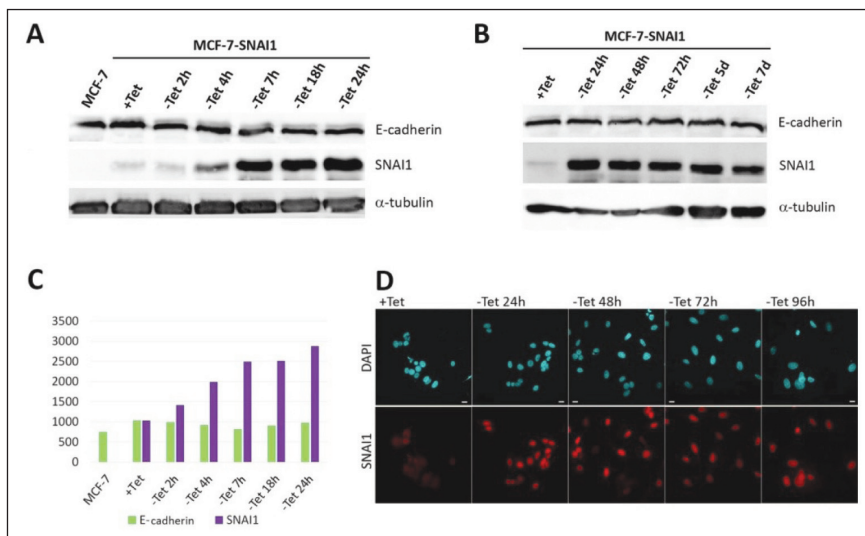 A
MCF-7-SNAI1
MCF-7
+Tet
-Tet 2h
-Tet 4h
-Tet 7h
-Tet 18h
-Tet 24h
E-cadherin
SNAI1
α-tubulin
B
MCF-7-SNAI1
+Tet
-Tet 24h
-Tet 48h
-Tet 72h
-Tet 5d
-Tet 7d
E-cadherin
SNAI1
α-tubulin
C
3500
3000
2500
2000
1500
1000
500
0
MCF-7
+Tet
-Tet 2h
-Tet 4h
-Tet 7h
-Tet 18h
-Tet 24h
E-cadherin SNAI1
D
+Tet -Tet 24h -Tet 48h -Tet 72h -Tet 96h
DAPI
SNAI1